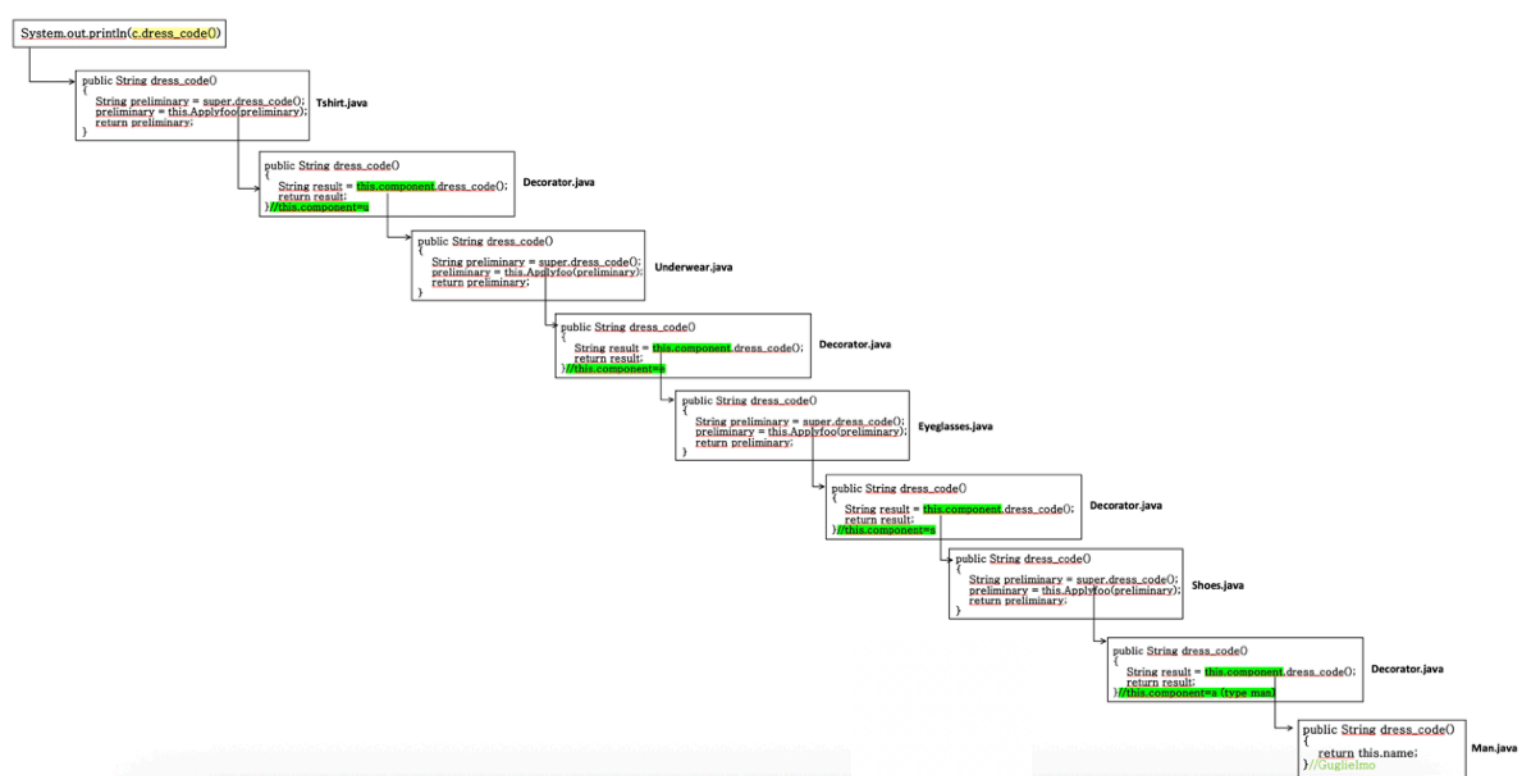 System.out.println(c.dress_code())
public String dress_code()
{
String preliminary = super.dress_code();
preliminary = this.Applyfoo(preliminary);
return preliminary;
}
Tshirt.java
public String dress_code()
{
String result = this.component.dress_code();
return result;
}//this.component=u
Decorator.java
public String dress_code()
{
String preliminary = super.dress_code();
preliminary = this.Applyfoo(preliminary);
return preliminary;
}
Underwear.java
public String dress_code()
{
String result = this.component.dress_code();
return result;
}//this.component=
Decorator.java
public String dress_code()
{
String preliminary = super.dress_code();
preliminary = this.Applyfoo(preliminary);
return preliminary;
}
Eyeglasses.java
public String dress_code()
{
String result = this.component.dress_code();
return result;
}//this.component=s
Decorator.java
public String dress_code()
{
String preliminary = super.dress_code();
preliminary = this.Applyfoo(preliminary);
return preliminary;
}
Shoes.java
public String dress_code()
{
String result = this.component.dress_code();
return result;
}//this.component=a (type man)
Decorator.java
public String dress_code()
{
return this.name;
}//Guglielmo
Man.java